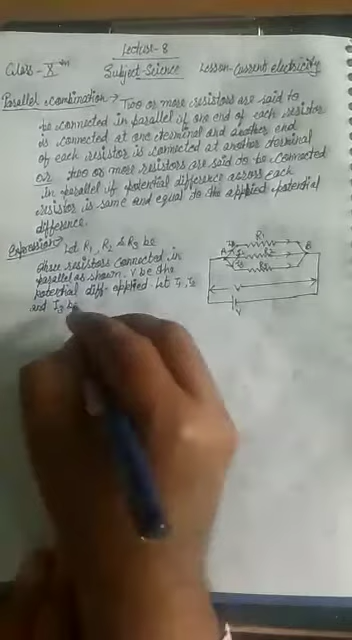 Lecture-8
Class-X th Subject-Science Lesson-Current electricity
Parallel combination → Two or more resistors are said to
be connected in parallel if one end of each resistor
is connected at one terminal and another end
of each resistor is connected at another terminal
or two or more resistors are said to be connected
in parallel if potential difference across each
resistor is same and equal to the applied potential
difference.
Expression → let R1, R2 & R3 be
three resistors connected in
parallel as shown. V be the
potential diff. applied. let I1, I2
and I3 be
R1
A
B
R2
V
V